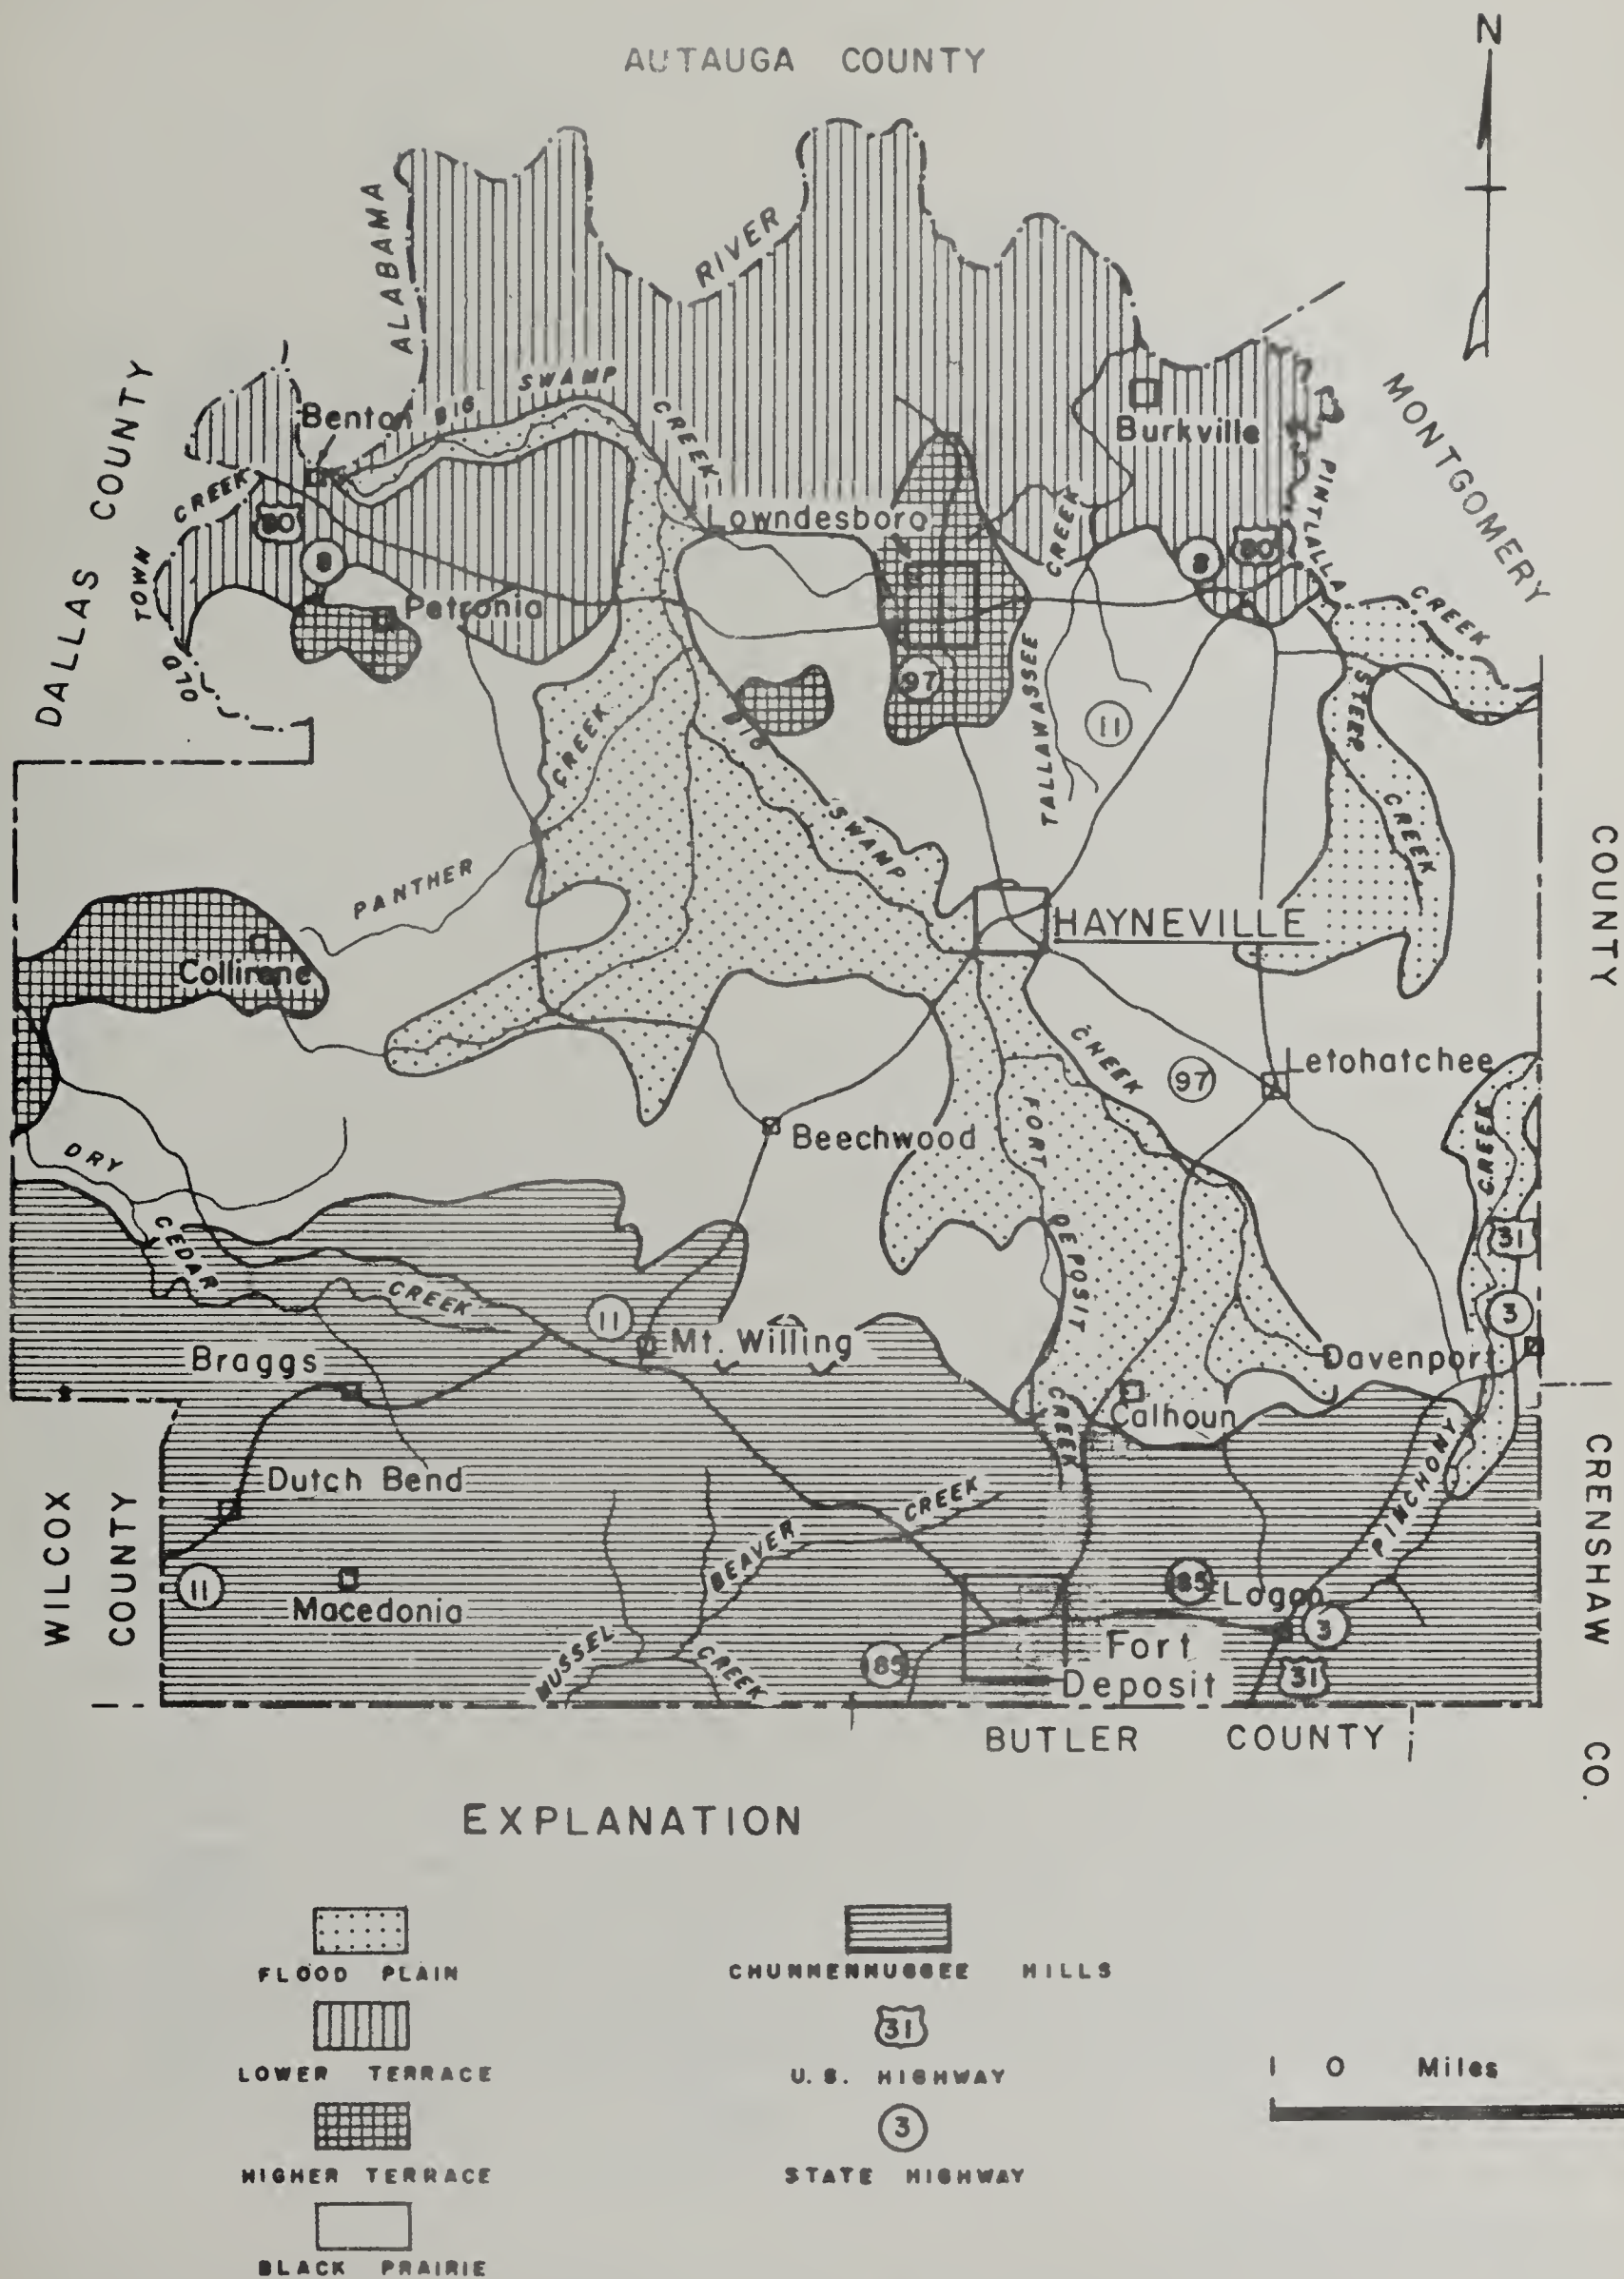 N
AUTAUGA COUNTY
ALABAMA
RIVER
DALLAS COUNTY
MONTGOMERY
COUNTY
Benton
BIG
SWAMP
CREEK
Burkville
CREEK
80
Lowndesboro
CREEK
PINTLALLA
TOWN
8
8
80
Petronia
CREEK
OLD
97
TALLAWASSEE
11
STEEP
CREEK
BIG
CREEK
SWAMP
PANTHER
HAYNEVILLE
Collirene
CREEK
97
Letohatchee
FORT
Beechwood
CREEK
DRY
CEDAR
DEPOSIT
31
CREEK
11
3
Mt. Willing
Braggs
Davenport
CREEK
Calhoun
Dutch Bend
PINCHONY
WILCOX
COUNTY
CRENSHAW
CO.
CREEK
BEAVER
11
Macedonia
185
Logan
3
MUSSEL
CREEK
185
Fort
Deposit
31
BUTLER COUNTY
EXPLANATION
FLOOD PLAIN
CHUNNENNUGGEE HILLS
LOWER TERRACE
31
U.S. HIGHWAY
1 0 Miles
HIGHER TERRACE
3
STATE HIGHWAY
BLACK PRAIRIE